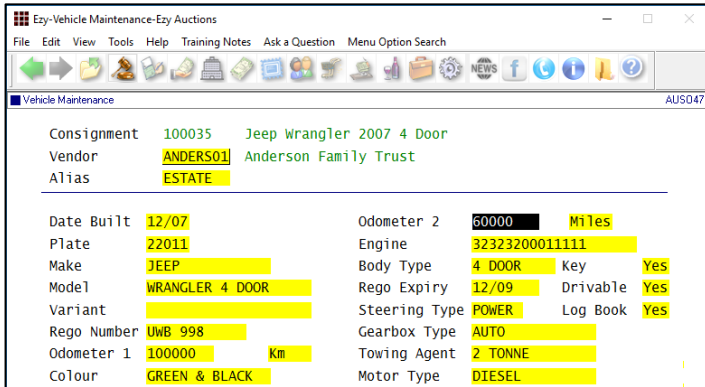 Ezy-Vehicle Maintenance-Ezy Auctions
File Edit View Tools Help Training Notes Ask a Question Menu Option Search
NEWS f i ?
Vehicle Maintenance AUS047
Consignment 100035 Jeep Wrangler 2007 4 Door
Vendor ANDERS01 Anderson Family Trust
Alias ESTATE
Date Built 12/07 Odometer 2 60000 Miles
Plate 22011 Engine 32323200011111
Make JEEP Body Type 4 DOOR Key Yes
Model WRANGLER 4 DOOR Rego Expiry 12/09 Drivable Yes
Variant Steering Type POWER Log Book Yes
Rego Number UWB 998 Gearbox Type AUTO
Odometer 1 100000 Km Towing Agent 2 TONNE
Colour GREEN & BLACK Motor Type DIESEL